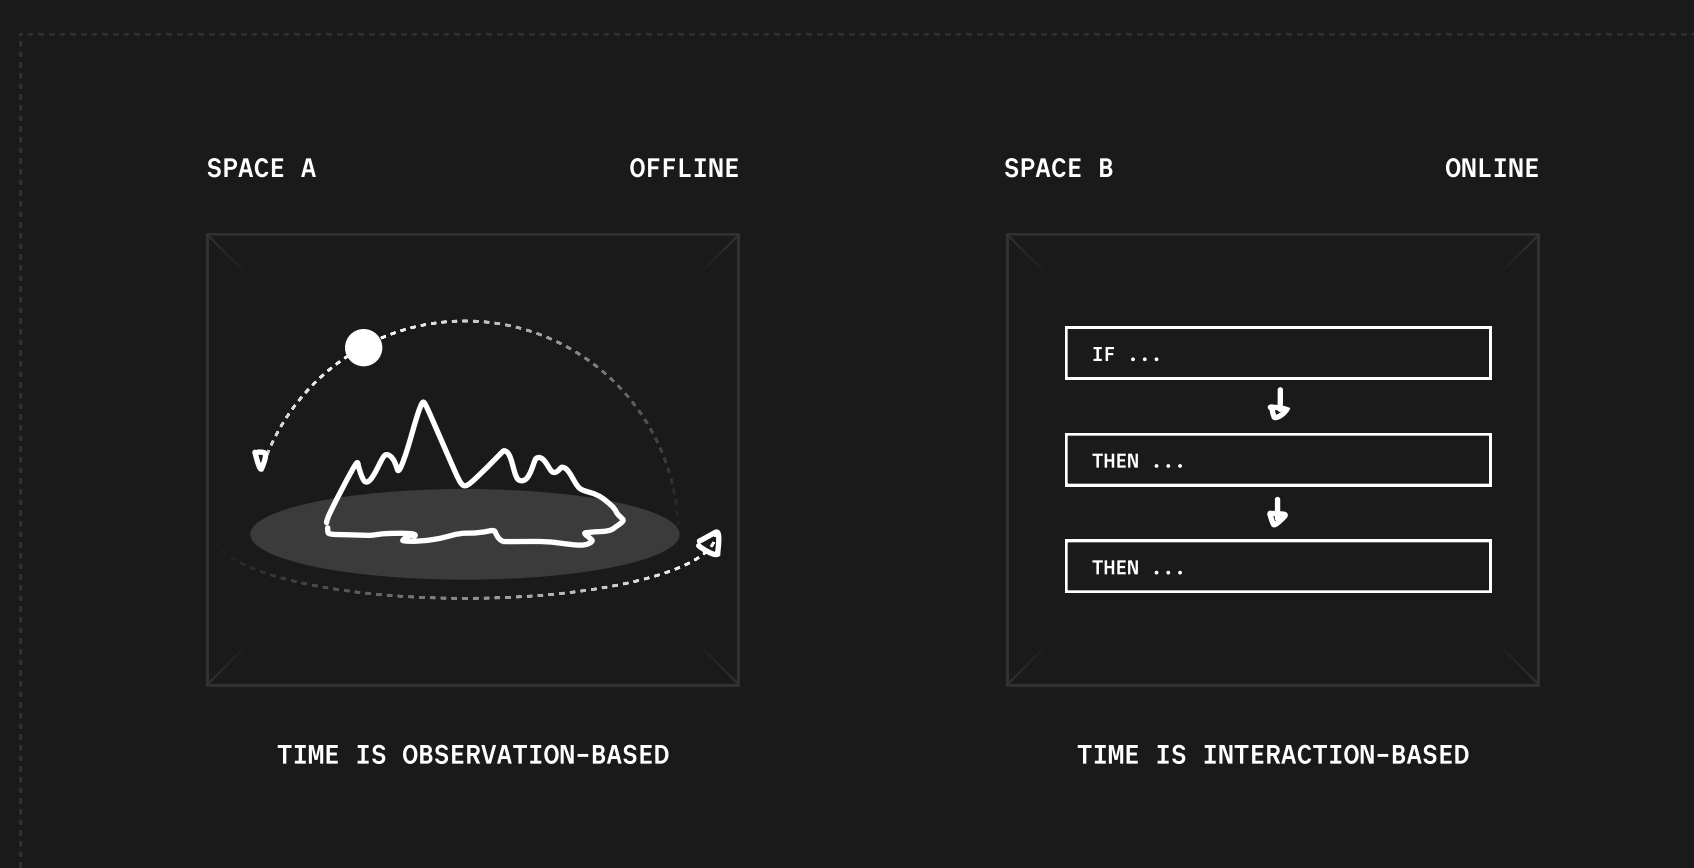 SPACE A
OFFLINE
TIME IS OBSERVATION-BASED
SPACE B
ONLINE
IF ...
THEN ...
THEN ...
TIME IS INTERACTION-BASED